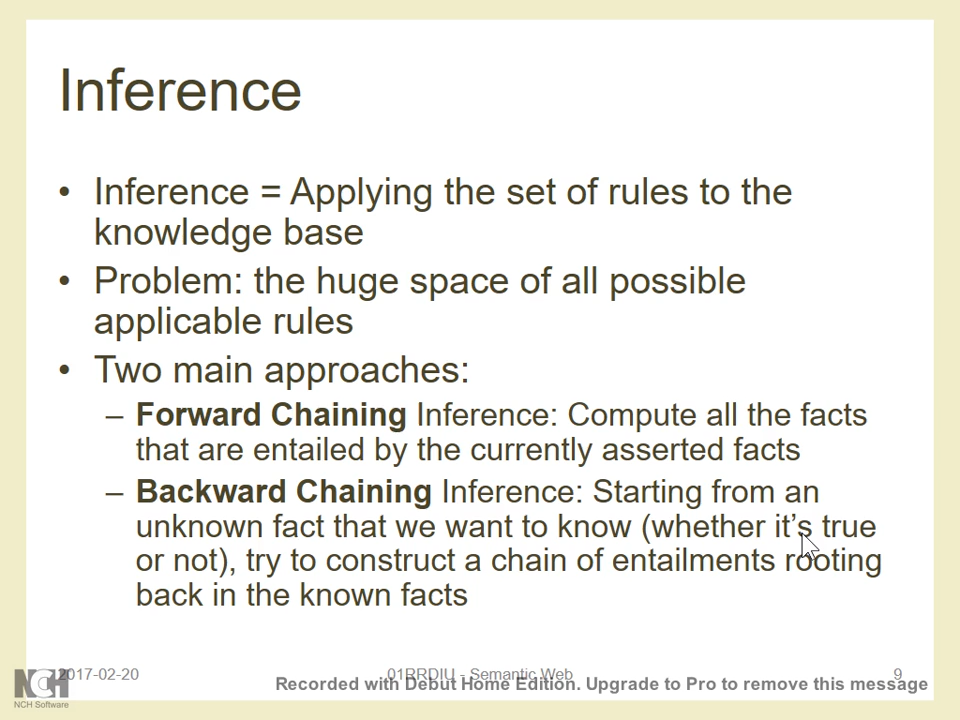 Inference
• Inference = Applying the set of rules to the
knowledge base
• Problem: the huge space of all possible
applicable rules
• Two main approaches:
– Forward Chaining Inference: Compute all the facts
that are entailed by the currently asserted facts
– Backward Chaining Inference: Starting from an
unknown fact that we want to know (whether it’s true
or not), try to construct a chain of entailments rooting
back in the known facts
2017-02-20 01RRDIU - Semantic Web 9
Recorded with Debut Home Edition. Upgrade to Pro to remove this message
NCH
NCH Software